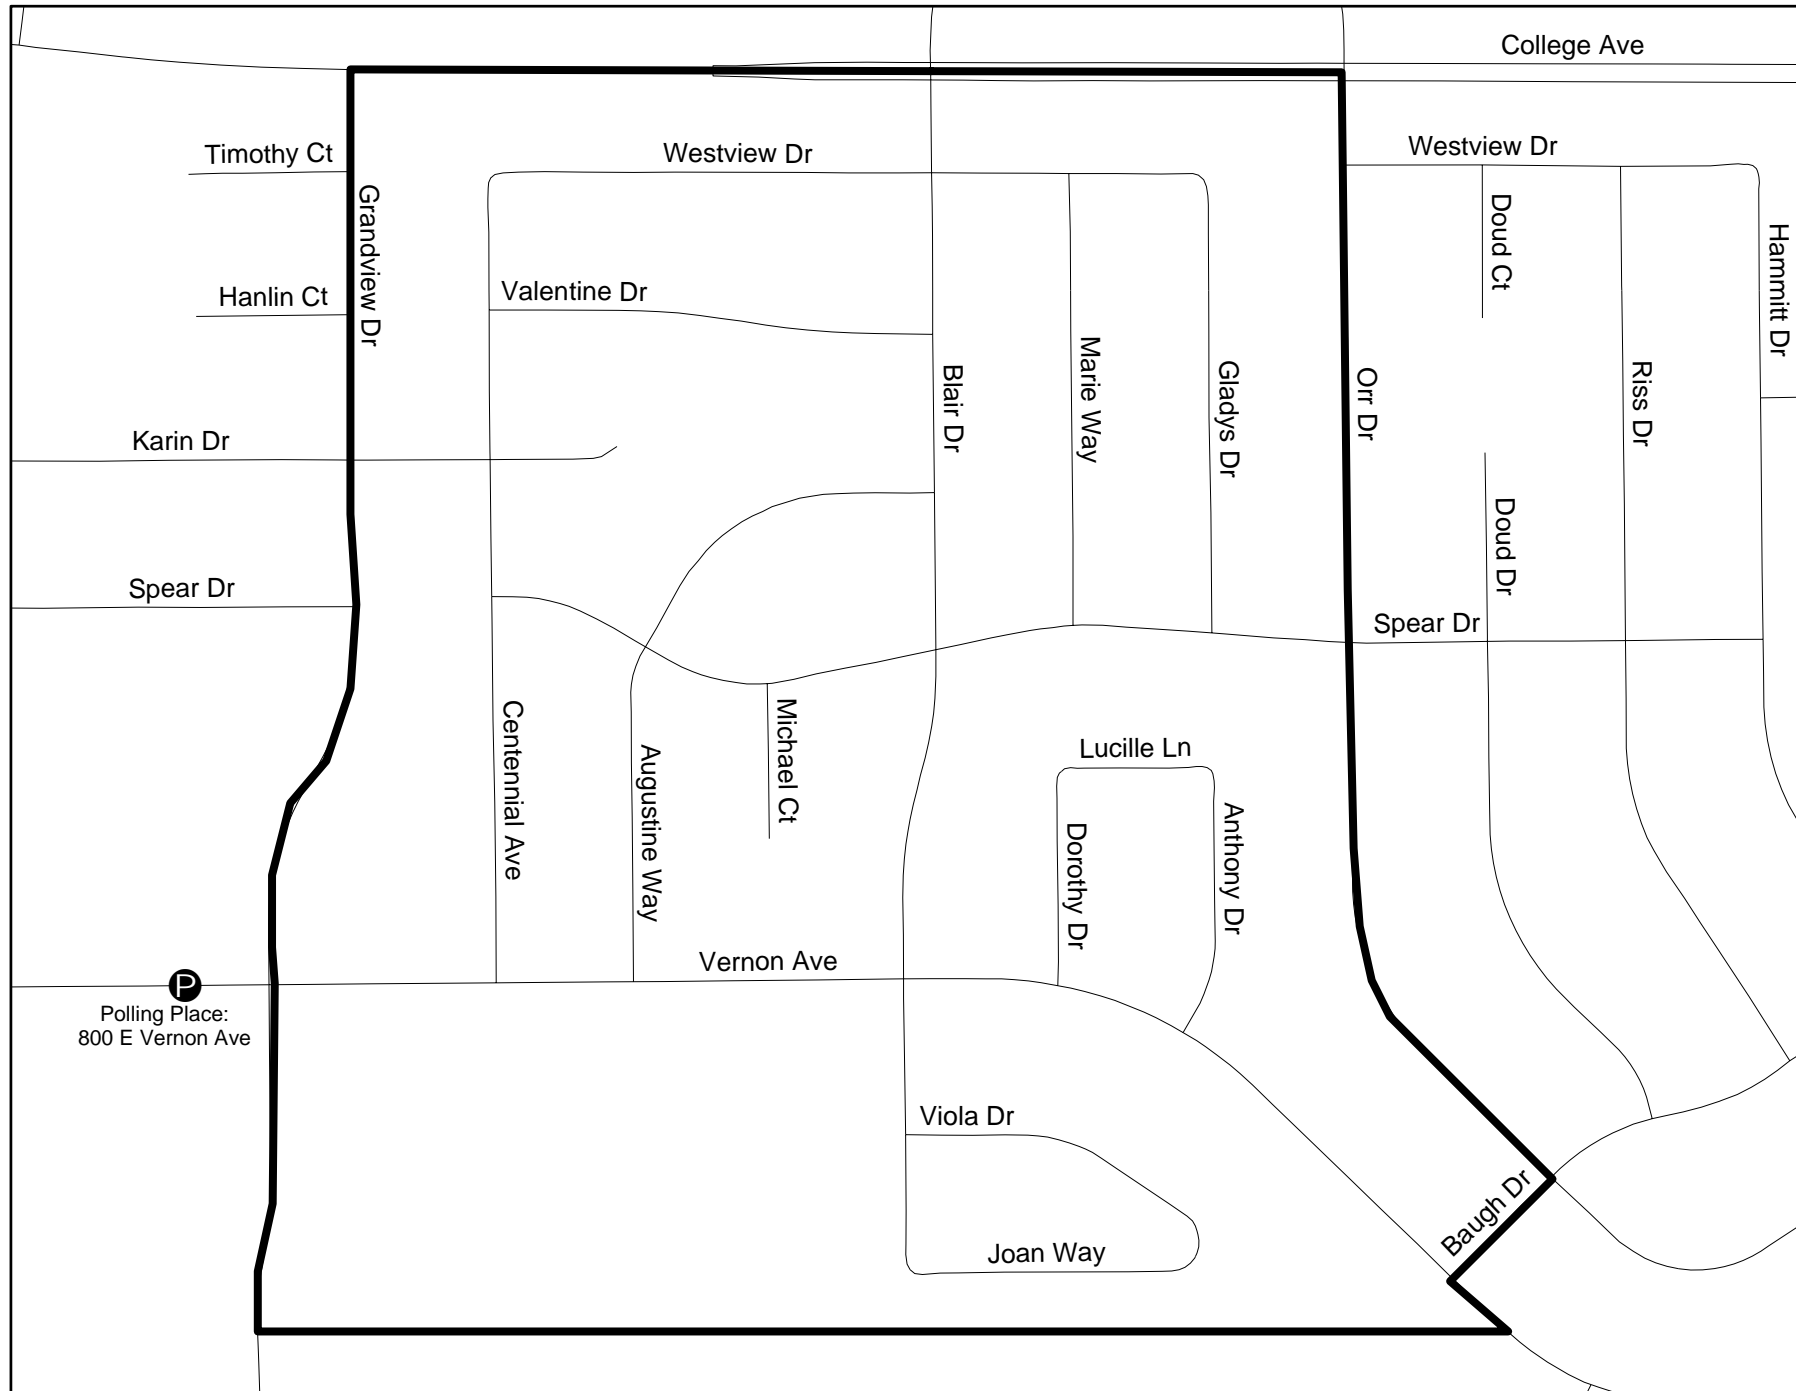 College Ave
Timothy Ct
Westview Dr
Westview Dr
Grandview Dr
Doud Ct
Hammitt Dr
Hanlin Ct
Valentine Dr
Marie Way
Blair Dr
Gladys Dr
Orr Dr
Riss Dr
Karin Dr
Doud Dr
Spear Dr
Spear Dr
Centennial Ave
Michael Ct
Augustine Way
Lucille Ln
Dorothy Dr
Anthony Dr
Vernon Ave
P
Polling Place:
800 E Vernon Ave
Viola Dr
Baugh Dr
Joan Way